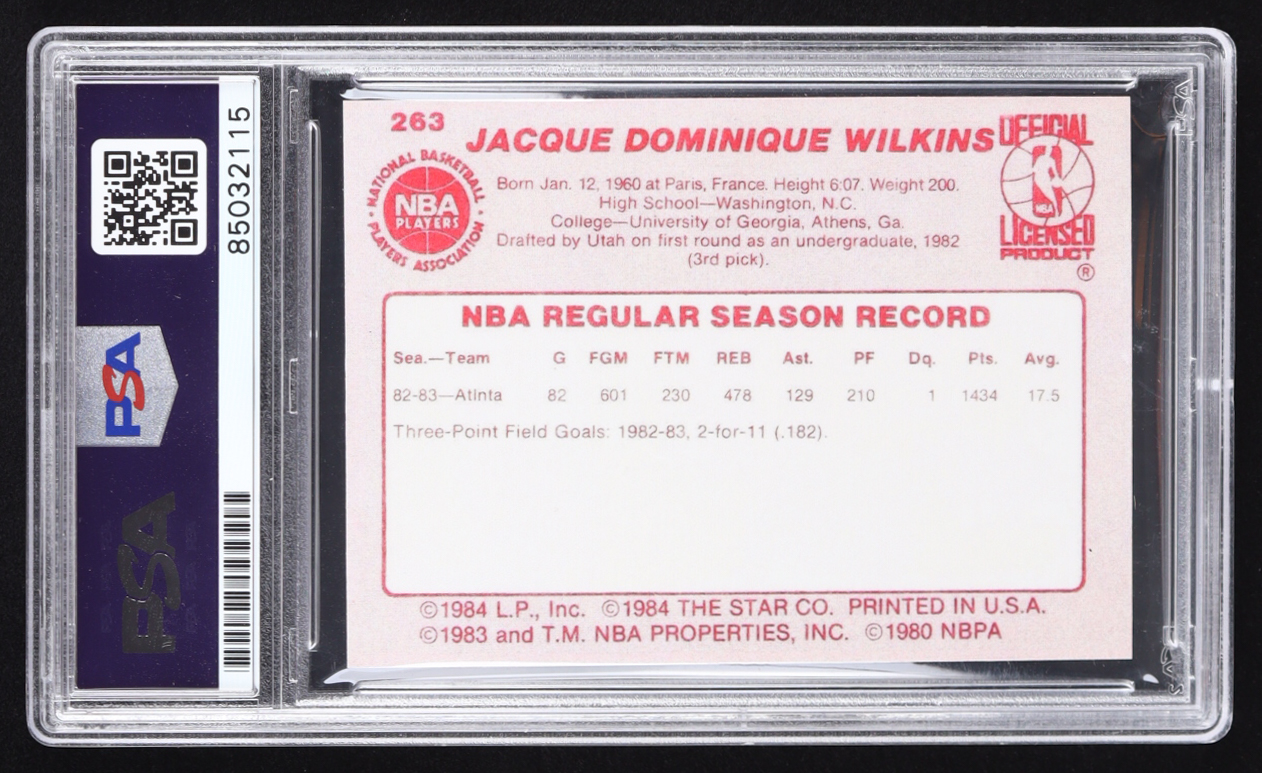 85032115
PSA
PSA
263
JACQUE DOMINIQUE WILKINS
NATIONAL BASKETBALL
NBA
PLAYERS
PLAYERS ASSOCIATION
OFFICIAL
LICENSED
PRODUCT
®
Born Jan. 12, 1960 at Paris, France. Height 6:07. Weight 200.
High School—Washington, N.C.
College—University of Georgia, Athens, Ga.
Drafted by Utah on first round as an undergraduate, 1982
(3rd pick).
NBA REGULAR SEASON RECORD
Sea.—Team G FGM FTM REB Ast. PF Dq. Pts. Avg.
82-83—Atlnta 82 601 230 478 129 210 1 1434 17.5
Three-Point Field Goals: 1982-83, 2-for-11 (.182).
©1984 L.P., Inc. ©1984 THE STAR CO. PRINTED IN U.S.A.
©1983 and T.M. NBA PROPERTIES, INC. ©1980 NBPA
PSA